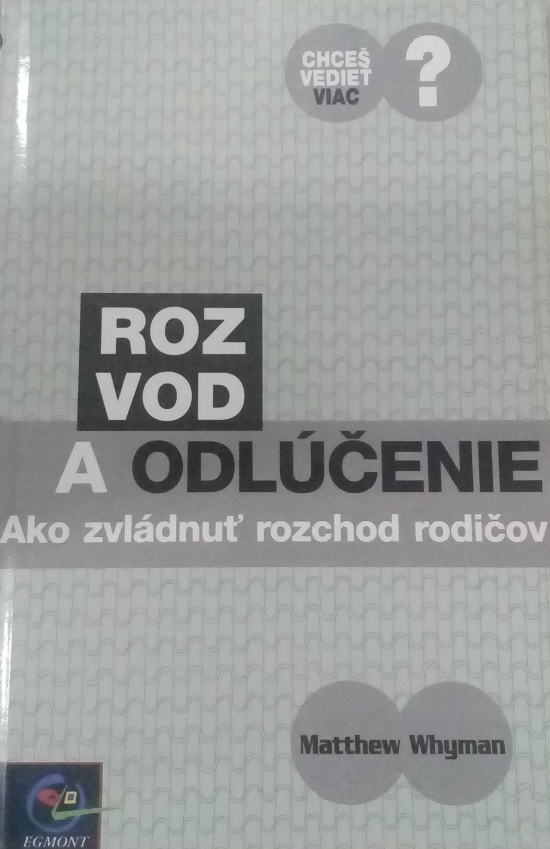 CHCEŠ
VEDIEŤ
VIAC
?
ROZ
VOD
A ODLÚČENIE
Ako zvládnuť rozchod rodičov
Matthew Whyman
EGMONT